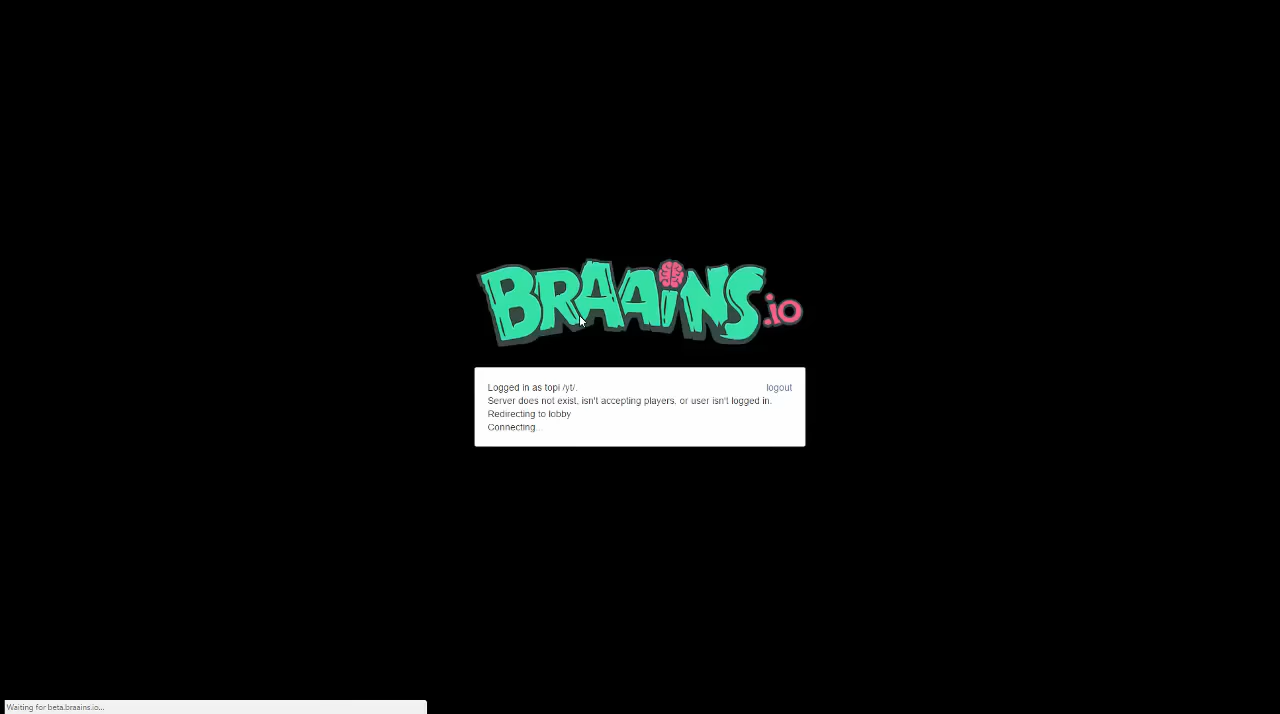 BRAAINS.io
Logged in as topi /yt/. logout
Server does not exist, isn't accepting players, or user isn't logged in.
Redirecting to lobby
Connecting...
Waiting for beta.braains.io...